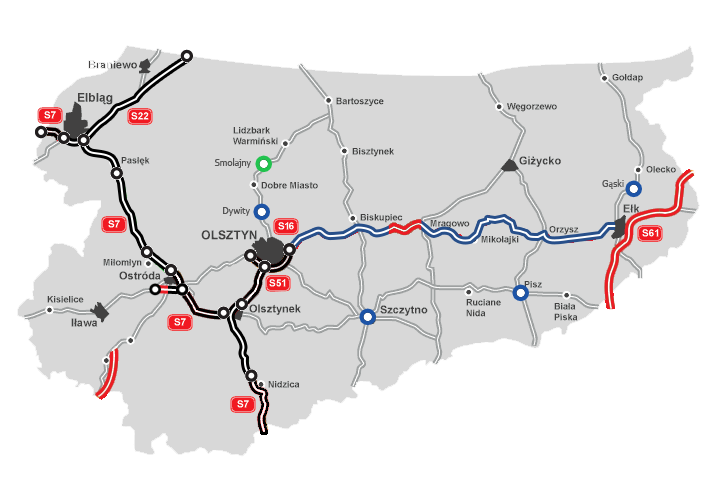 Braniewo
Gołdap
Elbląg
S7
S22
Bartoszyce
Węgorzewo
Lidzbark
Warmiński
Bisztynek
Pasłęk
Smolajny
Giżycko
Olecko
Dobre Miasto
Gąski
Dywity
Ełk
S7
S16
Biskupiec
Mrągowo
Orzysz
S61
OLSZTYN
Mikołajki
Miłomlyn
Ostróda
S51
Pisz
Kisielice
Olsztynek
Szczytno
Ruciane
Nida
Biała
Piska
Iława
S7
Nidzica
S7